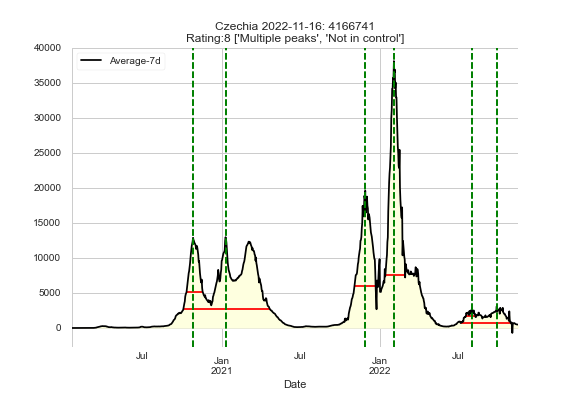 Czechia 2022-11-16: 4166741
Rating:8 ['Multiple peaks', 'Not in control']
Average-7d
40000
35000
30000
25000
20000
15000
10000
5000
0
Jul
Jan
2021
Jul
Jan
2022
Jul
Date